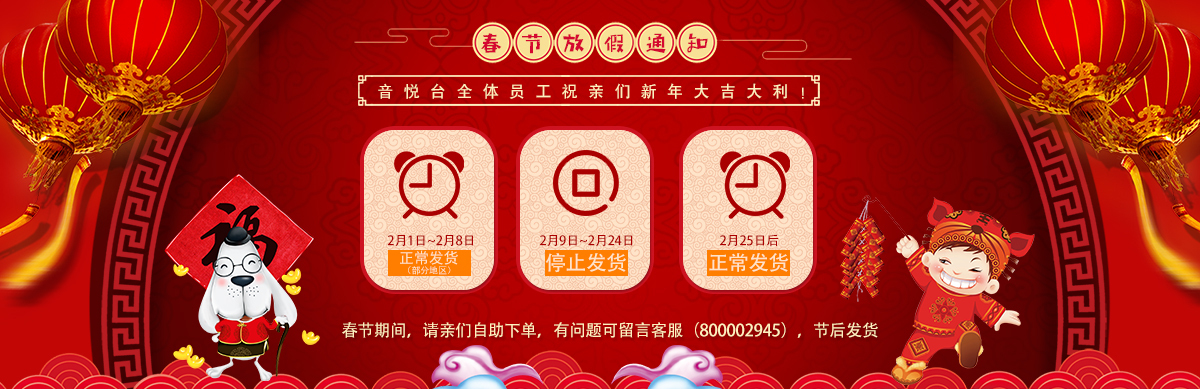 春节放假通知
音悦台全体员工祝亲们新年大吉大利！
2月1日~2月8日
正常发货
（部分地区）
2月9日~2月24日
停止发货
2月25日后
正常发货
福
春节期间，请亲们自助下单，有问题可留言客服（800002945），节后发货